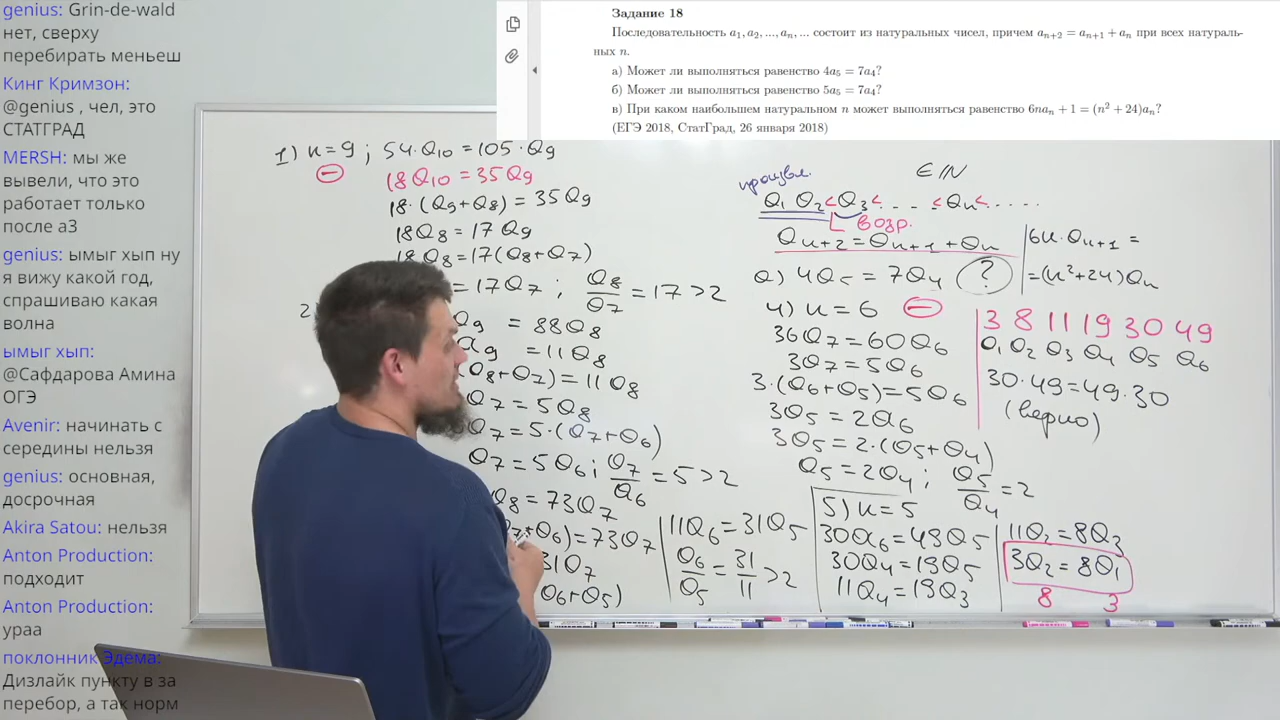 genius: Grin-de-wald
нет, сверху
перебирать меньеш
Кинг Кримзон:
@genius , чел, это
СТАТГРАД
MERSH: мы же
вывели, что это
работает только
после а3
genius: ымыг хып ну
я вижу какой год,
спрашиваю какая
волна
ымыг хып:
@Сафдарова Амина
ОГЭ
Avenir: начинать с
середины нельзя
genius: основная,
досрочная
Akira Satou: нельзя
Anton Production:
подходит
Anton Production:
ураа
поклонник Эдема:
Дизлайк пункту в за
перебор, а так норм
Задание 18
Последовательность a₁, a₂, ..., aₙ, ... состоит из натуральных чисел, причем aₙ₊₂ = aₙ₊₁ + aₙ при всех натураль-
ных n.
а) Может ли выполняться равенство 4a₅ = 7a₄?
б) Может ли выполняться равенство 5a₅ = 7a₄?
в) При каком наибольшем натуральном n может выполняться равенство 6naₙ + 1 = (n² + 24)aₙ?
(ЕГЭ 2018, СтатГрад, 26 января 2018)
1) n=9 ; 54·a₁₀ =105·a₉
18a₁₀ = 35a₉
18·(a₉+a₈) = 35a₉
18a₈ = 17a₉
18a₈ = 17(a₈+a₇)
= 17a₇ ; a₈/a₇ = 17 > 2
2
a₉ = 88a₈
a₉ = 11a₈
(a₈+a₇) = 11a₈
a₇ = 5a₈
a₇ = 5·(a₇+a₆)
a₇ = 5a₆ ; a₇/a₆ = 5 > 2
a₈ = 73a₇
+a₆) = 73a₇
31a₇
a₆+a₅)
11a₆ = 31a₅
a₆/a₅ = 31/11 > 2
произвл.
∈ ℕ
a₁ a₂ < a₃ < .... < aₙ < .....
возр.
aₙ₊₂ = aₙ₊₁ + aₙ
6n·aₙ₊₁ =
= (n²+24)aₙ
а) 4a₅ = 7a₄ ?
4) n = 6
36a₇ = 60a₆
3a₇ = 5a₆
3·(a₆+a₅) = 5a₆
3a₅ = 2a₆
3a₅ = 2·(a₅+a₄)
a₅ = 2a₄ ; a₅/a₄ = 2
3 8 11 19 30 49
a₁ a₂ a₃ a₄ a₅ a₆
30·49 = 49·30
(верно)
5) n = 5
30a₆ = 49a₅
30a₄ = 19a₅
11a₄ = 19a₃
11a₂ = 8a₃
3a₂ = 8a₁
8 3